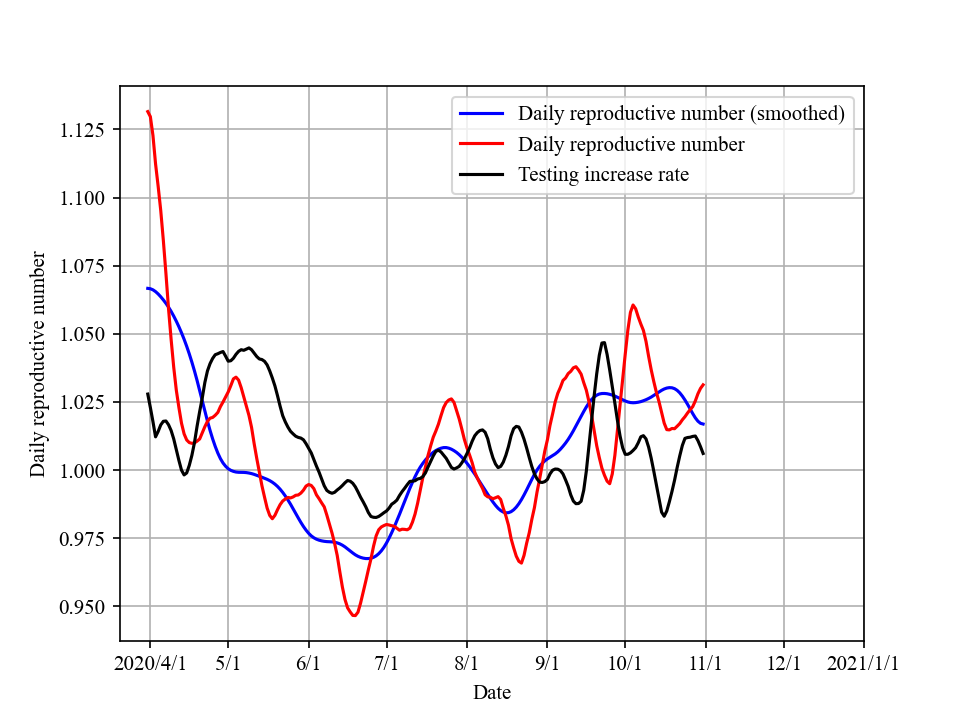 Daily reproductive number (smoothed)
Daily reproductive number
Testing increase rate
Daily reproductive number
1.125
1.100
1.075
1.050
1.025
1.000
0.975
0.950
2020/4/1 5/1 6/1 7/1 8/1 9/1 10/1 11/1 12/1 2021/1/1
Date